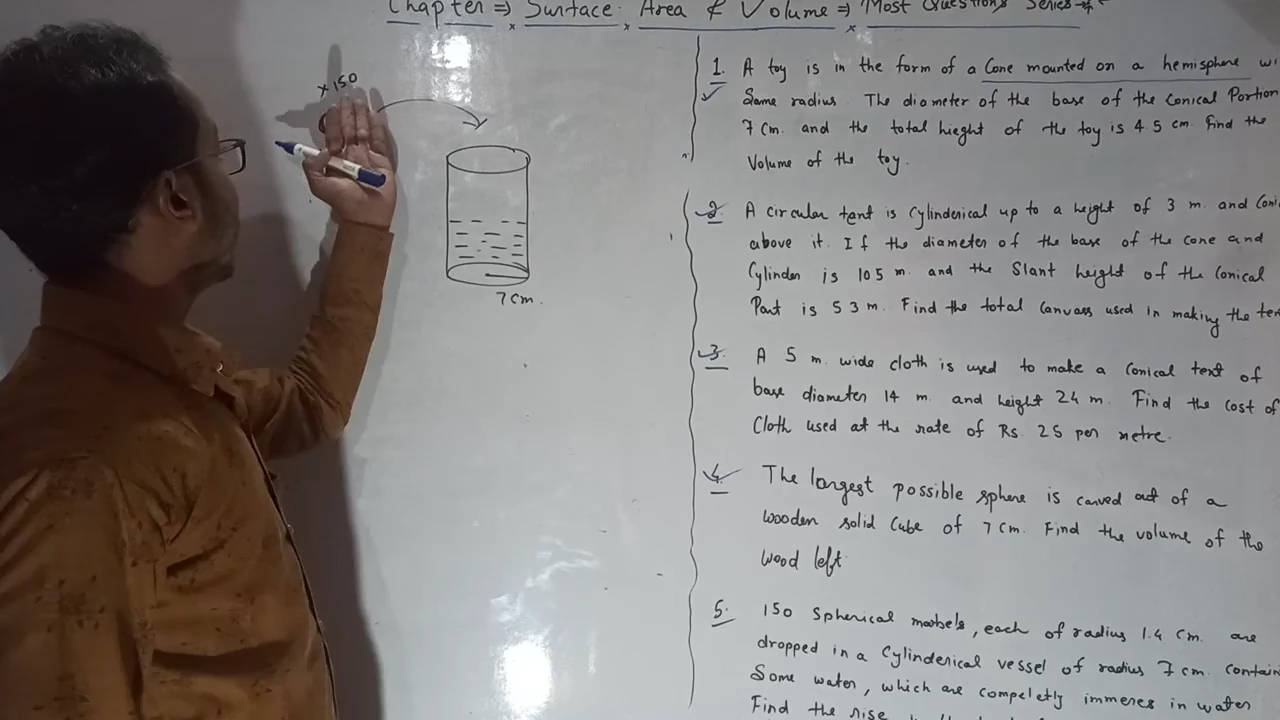 Chapter ⇒ Surface Area & Volume ⇒ Most Questions Series
x 150
7 cm.
1. A toy is in the form of a Cone mounted on a hemisphere wi
Same radius. The diameter of the base of the Conical Portion
7 cm. and the total hieght of the toy is 4.5 cm. Find the
Volume of the toy.
2. A circular tent is Cylinderical up to a height of 3 m. and Coni
above it. If the diameter of the base of the cone and
Cylinder is 105 m. and the Slant height of the Conical
Part is 53 m. Find the total Canvass used in making the ten
3. A 5 m. wide cloth is used to make a Conical tent of
base diameter 14 m. and height 24 m. Find the cost of
Cloth used at the rate of Rs. 25 per metre.
4. The largest possible sphere is carved out of a
wooden solid Cube of 7 cm. Find the volume of the
wood left.
5. 150 Spherical marbels, each of radius 1.4 cm. are
dropped in a Cylinderical vessel of radius 7 cm. contain
Some water, which are compeletly immeres in water
Find the rise